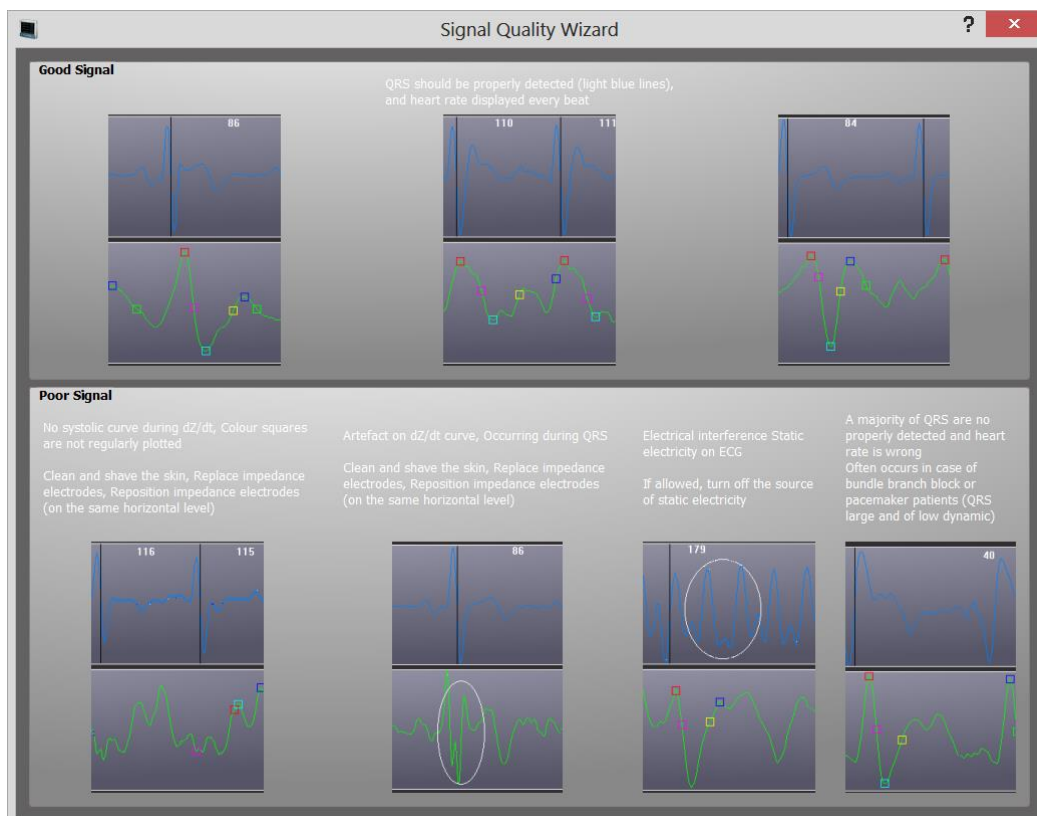 Signal Quality Wizard
?
×
Good Signal
QRS should be properly detected (light blue lines),
and heart rate displayed every beat
86
110
111
84
Poor Signal
No systolic curve during dZ/dt, Colour squares
are not regularly plotted
Clean and shave the skin, Replace impedance
electrodes, Reposition impedance electrodes
(on the same horizontal level)
Artefact on dZ/dt curve, Occurring during QRS
Clean and shave the skin, Replace impedance
electrodes, Reposition impedance electrodes
(on the same horizontal level)
Electrical interference Static
electricity on ECG
If allowed, turn off the source
of static electricity
A majority of QRS are no
properly detected and heart
rate is wrong
Often occurs in case of
bundle branch block or
pacemaker patients (QRS
large and of low dynamic)
116
115
86
179
40